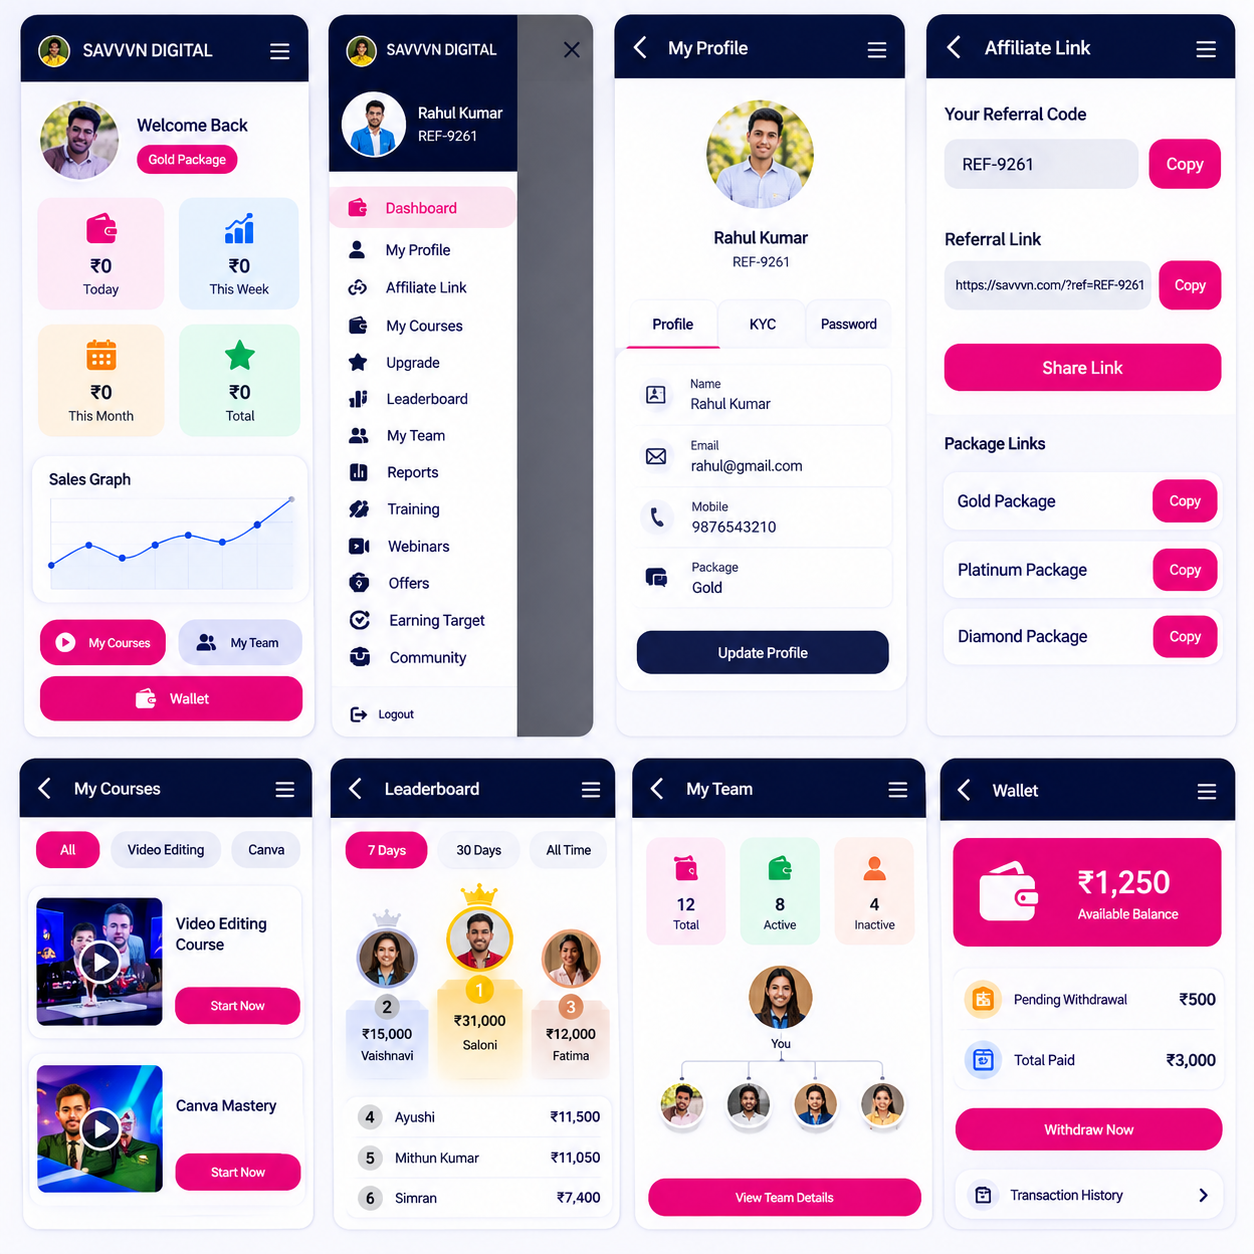 SAVVVN DIGITAL
Welcome Back
Gold Package
₹0
Today
₹0
This Week
₹0
This Month
₹0
Total
Sales Graph
My Courses
My Team
Wallet
SAVVVN DIGITAL
Rahul Kumar
REF-9261
Dashboard
My Profile
Affiliate Link
My Courses
Upgrade
Leaderboard
My Team
Reports
Training
Webinars
Offers
Earning Target
Community
Logout
My Profile
Rahul Kumar
REF-9261
Profile
KYC
Password
Name
Rahul Kumar
Email
rahul@gmail.com
Mobile
9876543210
Package
Gold
Update Profile
Affiliate Link
Your Referral Code
REF-9261
Copy
Referral Link
https://savvvn.com/?ref=REF-9261
Copy
Share Link
Package Links
Gold Package
Copy
Platinum Package
Copy
Diamond Package
Copy
My Courses
All
Video Editing
Canva
Video Editing
Course
Start Now
Canva Mastery
Start Now
Leaderboard
7 Days
30 Days
All Time
2
₹15,000
Vaishnavi
1
₹31,000
Saloni
3
₹12,000
Fatima
4 Ayushi ₹11,500
5 Mithun Kumar ₹11,050
6 Simran ₹7,400
My Team
12
Total
8
Active
4
Inactive
You
View Team Details
Wallet
₹1,250
Available Balance
Pending Withdrawal ₹500
Total Paid ₹3,000
Withdraw Now
Transaction History